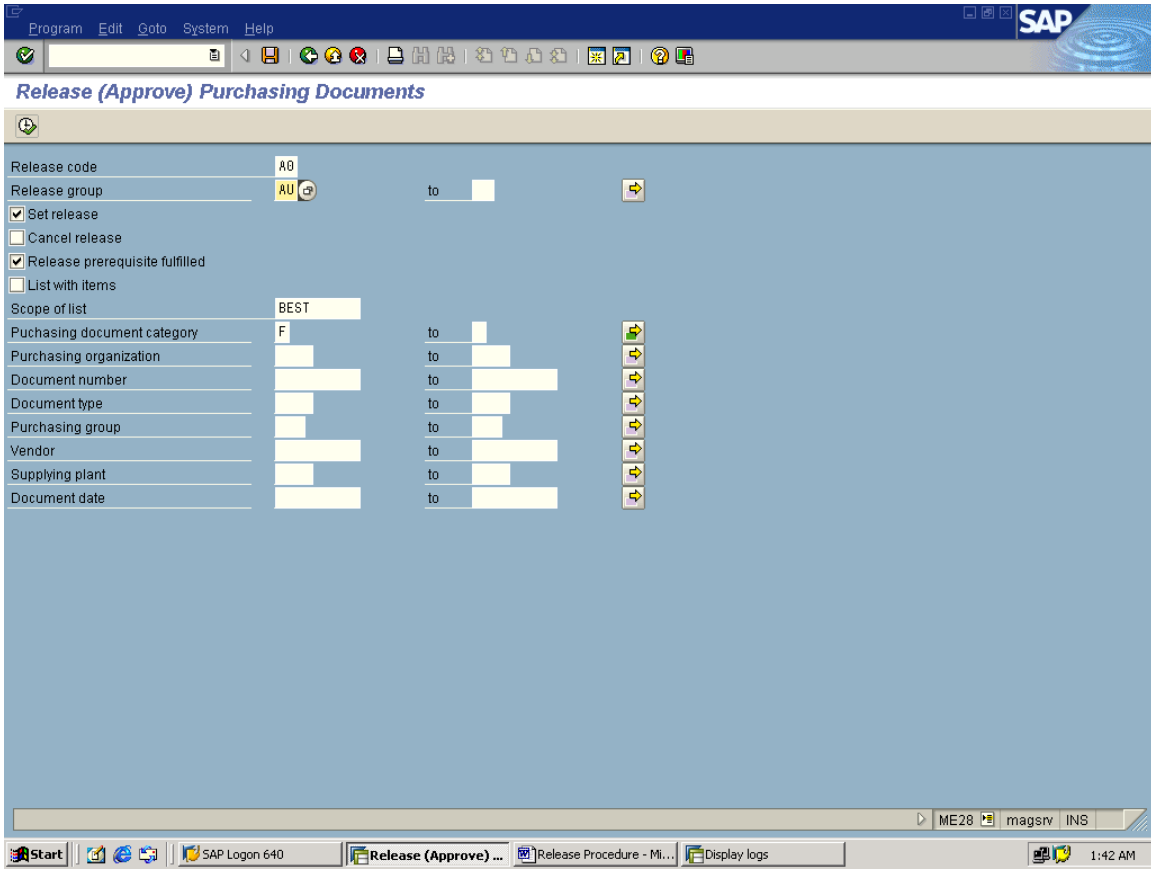 Program Edit Goto System Help
SAP
Release (Approve) Purchasing Documents
Release code A0
Release group AU to
Set release
Cancel release
Release prerequisite fulfilled
List with items
Scope of list BEST
Puchasing document category F to
Purchasing organization to
Document number to
Document type to
Purchasing group to
Vendor to
Supplying plant to
Document date to
ME28 magsrv INS
Start SAP Logon 640 Release (Approve) ... Release Procedure - Mi... Display logs 1:42 AM